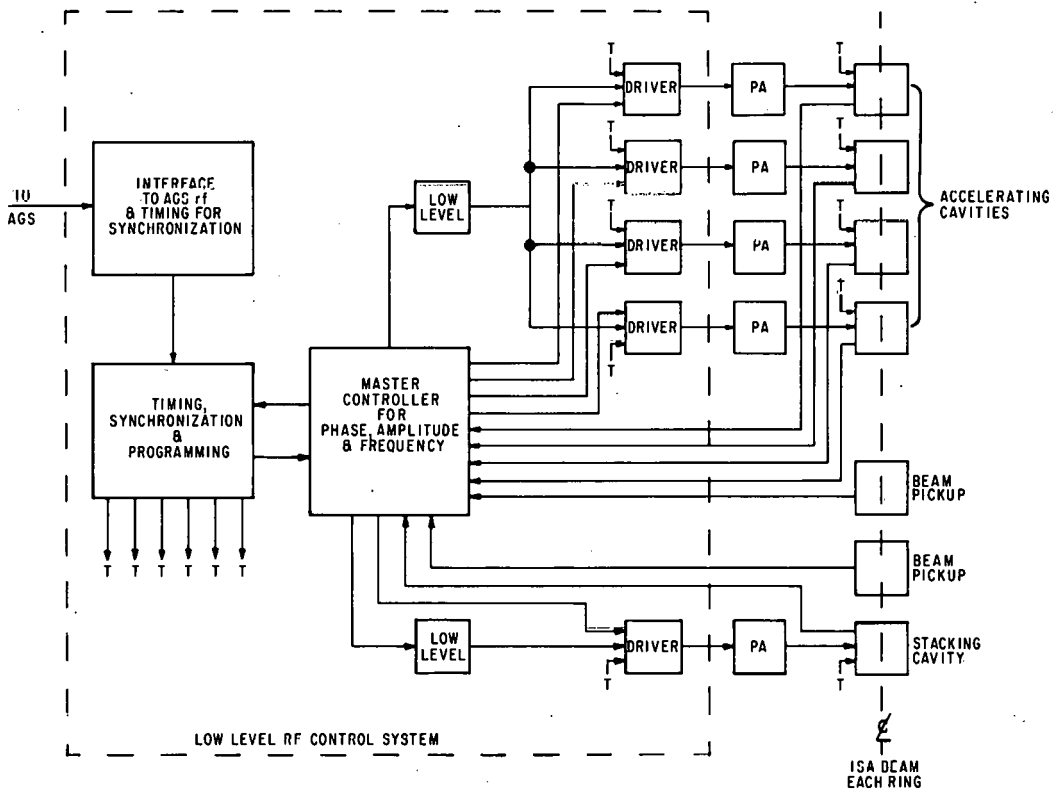 T
DRIVER
PA
T
T
DRIVER
PA
T
INTERFACE
TO AGS rf
& TIMING FOR
SYNCHRONIZATION
TO
AGS
LOW
LEVEL
ACCELERATING
CAVITIES
T
DRIVER
PA
T
DRIVER
PA
T
T
TIMING,
SYNCHRONIZATION
&
PROGRAMMING
MASTER
CONTROLLER
FOR
PHASE, AMPLITUDE
& FREQUENCY
BEAM
PICKUP
T T T T T T
BEAM
PICKUP
LOW
LEVEL
DRIVER
PA
STACKING
CAVITY
T
T
LOW LEVEL RF CONTROL SYSTEM
¢
ISA DEAM
EACH RING